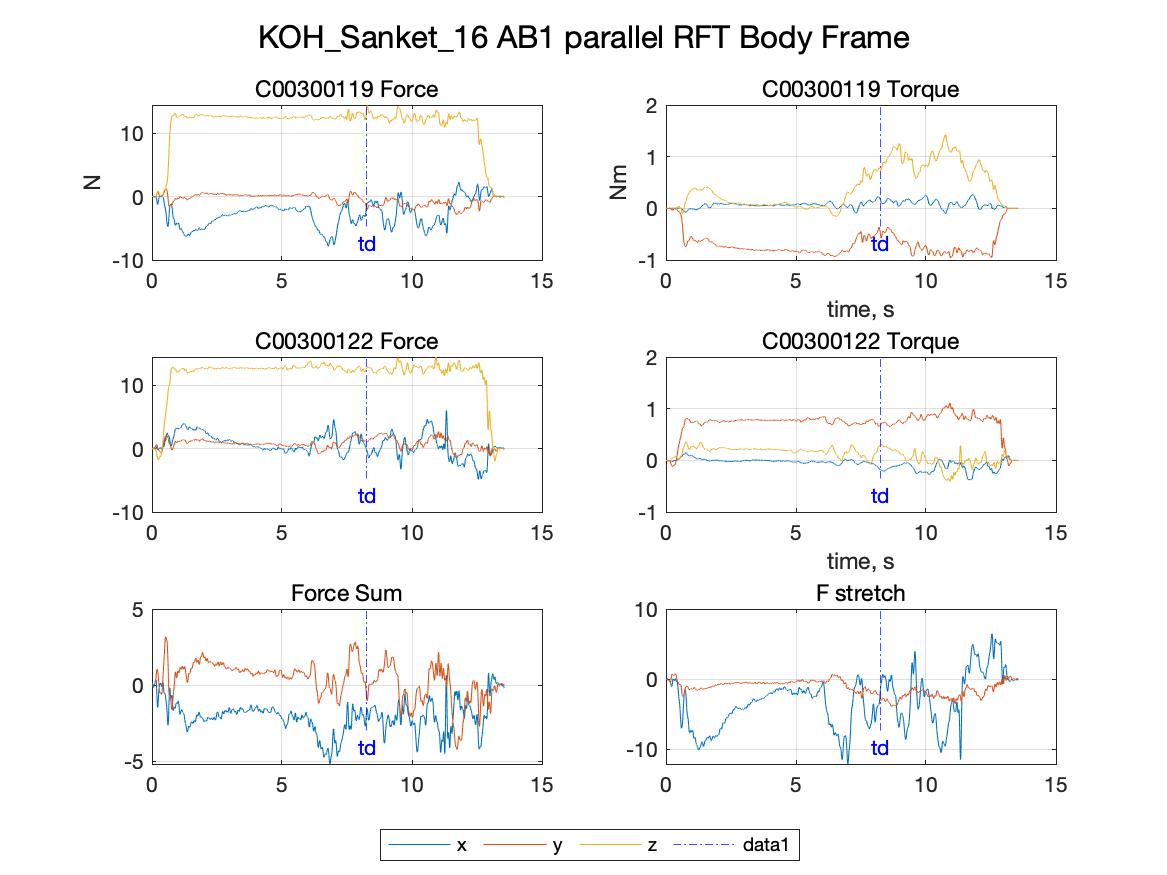 KOH_Sanket_16 AB1 parallel RFT Body Frame
C00300119 Force
N
10
0
-10
td
0 5 10 15
C00300119 Torque
Nm
2
1
0
-1
td
0 5 10 15
time, s
C00300122 Force
10
0
-10
td
0 5 10 15
C00300122 Torque
2
1
0
-1
td
0 5 10 15
time, s
Force Sum
5
0
-5
td
0 5 10 15
F stretch
10
0
-10
td
0 5 10 15
x y z data1